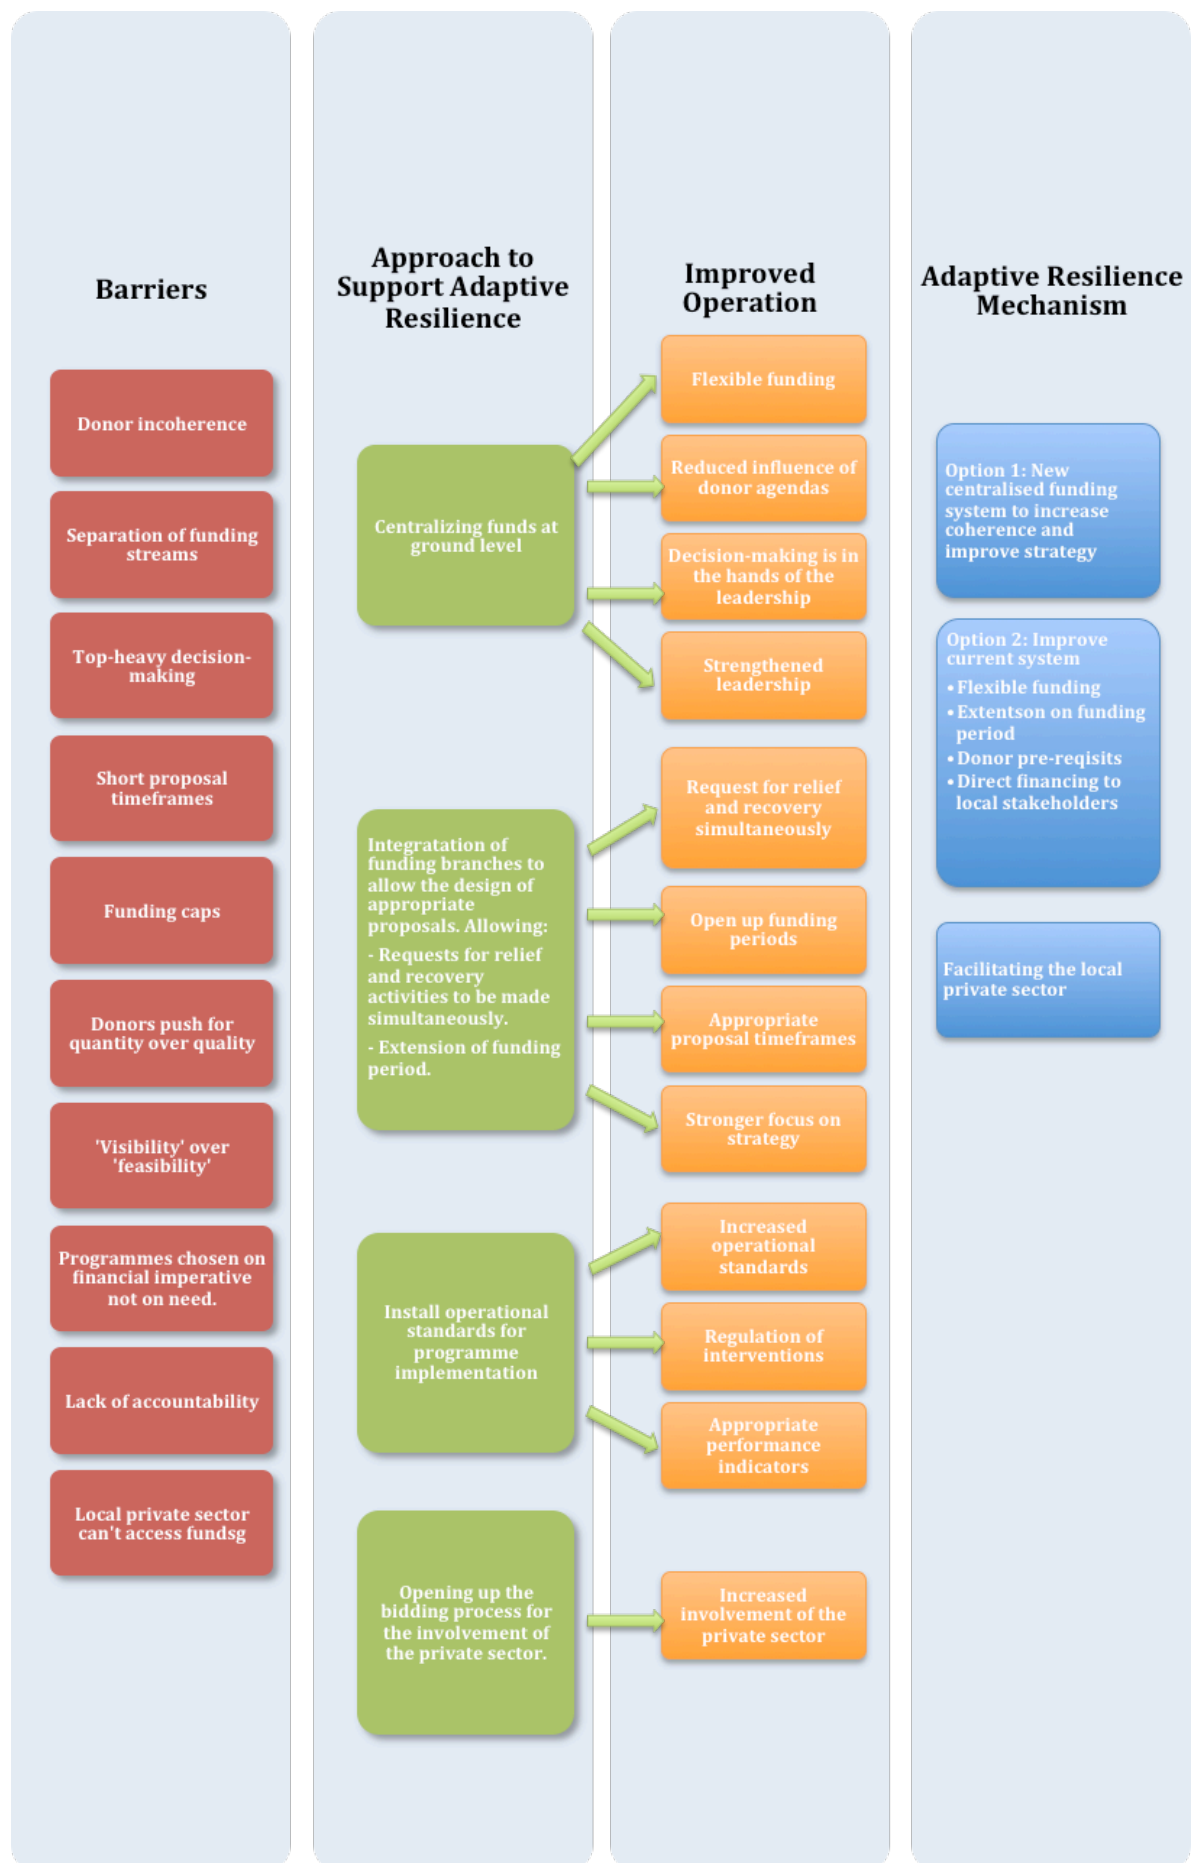 Barriers
Donor incoherence
Separation of funding
streams
Top-heavy decision-
making
Short proposal
timeframes
Funding caps
Donors push for
quantity over quality
'Visibility' over
'feasibility'
Programmes chosen on
financial imperative
not on need.
Lack of accountability
Local private sector
can't access fundsg
Approach to
Support Adaptive
Resilience
Centralizing funds at
ground level
Integratation of
funding branches to
allow the design of
appropriate
proposals. Allowing:
- Requests for relief
and recovery
activities to be made
simultaneously.
- Extension of funding
period.
Install operational
standards for
programme
implementation
Opening up the
bidding process for
the involvement of
the private sector.
Improved
Operation
Flexible funding
Reduced influence of
donor agendas
Decision-making is in
the hands of the
leadership
Strengthened
leadership
Request for relief
and recovery
simultaneously
Open up funding
periods
Appropriate
proposal timeframes
Stronger focus on
strategy
Increased
operational
standards
Regulation of
interventions
Appropriate
performance
indicators
Increased
involvement of the
private sector
Adaptive Resilience
Mechanism
Option 1: New
centralised funding
system to increase
coherence and
improve strategy
Option 2: Improve
current system
• Flexible funding
• Extentson on funding
period
• Donor pre-reqisits
• Direct financing to
local stakeholders
Facilitating the local
private sector